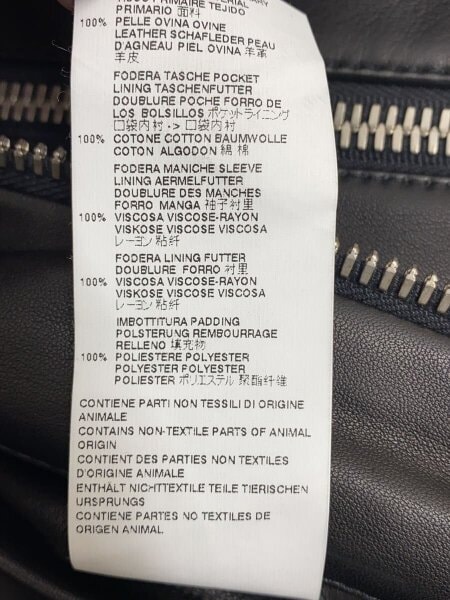 TISSU PRIMAIRE TEJIDO
PRIMARIO 面料
100% PELLE OVINA OVINE
LEATHER SCHAFLEDER PEAU
D'AGNEAU PIEL OVINA 羊革
羊皮
FODERA TASCHE POCKET
LINING TASCHENFUTTER
DOUBLURE POCHE FORRO DE
LOS BOLSILLOS ポケットライニング
口袋内衬 -> 口袋内衬
100% COTONE COTTON BAUMWOLLE
COTON ALGODON 綿 棉
FODERA MANICHE SLEEVE
LINING AERMELFUTTER
DOUBLURE DES MANCHES
FORRO MANGA 袖子衬里
100% VISCOSA VISCOSE-RAYON
VISKOSE VISCOSE VISCOSA
レーヨン 粘纤
FODERA LINING FUTTER
DOUBLURE FORRO 衬里
100% VISCOSA VISCOSE-RAYON
VISKOSE VISCOSE VISCOSA
レーヨン 粘纤
IMBOTTITURA PADDING
POLSTERUNG REMBOURRAGE
RELLENO 填充物
100% POLIESTERE POLYESTER
POLYESTER POLYESTER
POLIESTER ポリエステル 聚酯纤维
CONTIENE PARTI NON TESSILI DI ORIGINE
ANIMALE
CONTAINS NON-TEXTILE PARTS OF ANIMAL
ORIGIN
CONTIENT DES PARTIES NON TEXTILES
D'ORIGINE ANIMALE
ENTHÄLT NICHTTEXTILE TEILE TIERISCHEN
URSPRUNGS
CONTIENE PARTES NO TEXTILES DE
ORIGEN ANIMAL